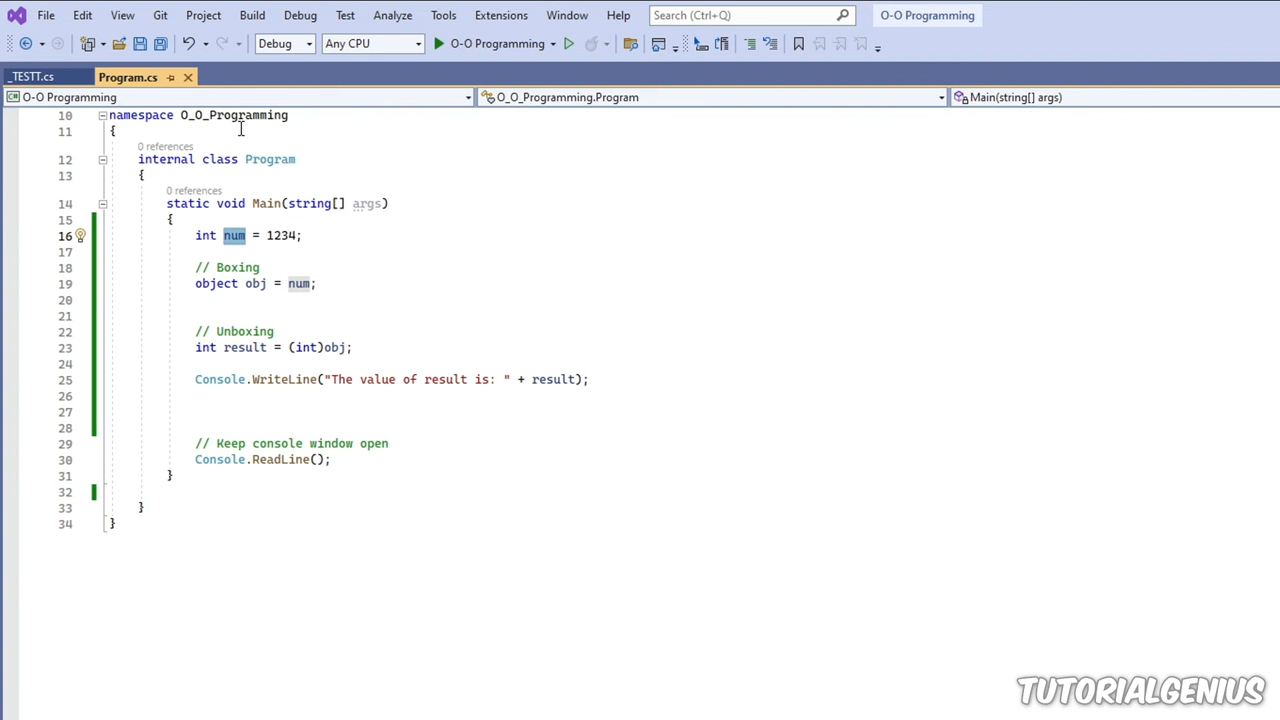 File Edit View Git Project Build Debug Test Analyze Tools Extensions Window Help Search (Ctrl+Q) O-O Programming
Debug Any CPU O-O Programming
_TESTT.cs Program.cs
O-O Programming O_O_Programming.Program Main(string[] args)
10 namespace O_O_Programming
11 {
0 references
12 internal class Program
13 {
0 references
14 static void Main(string[] args)
15 {
16 int num = 1234;
17
18 // Boxing
19 object obj = num;
20
21
22 // Unboxing
23 int result = (int)obj;
24
25 Console.WriteLine("The value of result is: " + result);
26
27
28
29 // Keep console window open
30 Console.ReadLine();
31 }
32
33 }
34 }
TUTORIALGENIUS